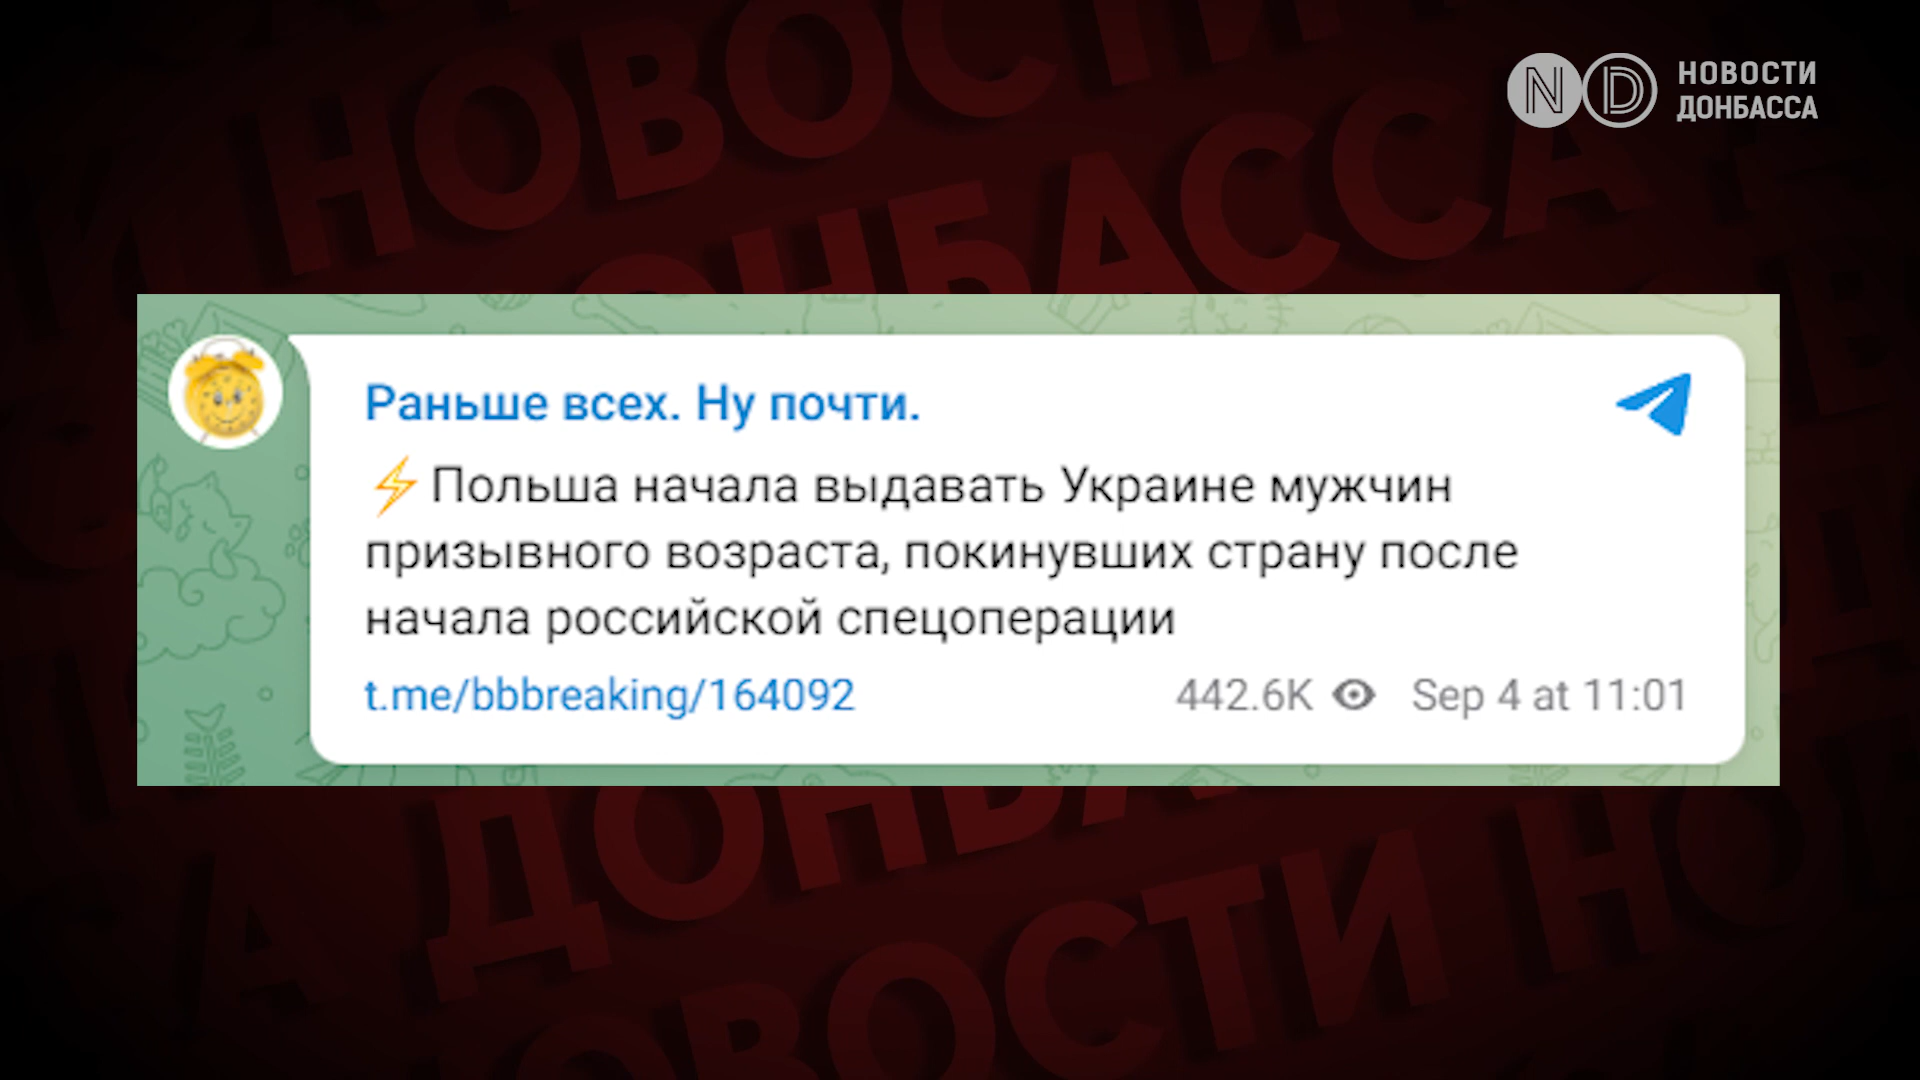 НОВОСТИ
ДОНБАССА
НОВОСТИ
ДОНБАССА
Раньше всех. Ну почти.
⚡Польша начала выдавать Украине мужчин
призывного возраста, покинувших страну после
начала российской спецоперации
t.me/bbbreaking/164092 442.6K Sep 4 at 11:01